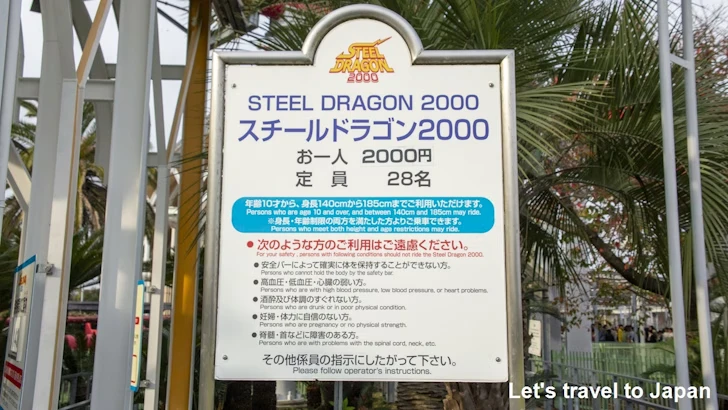 STEEL
DRAGON
2000
STEEL DRAGON 2000
スチールドラゴン2000
お一人 2000円
定員 28名
年齢10才から、身長140cmから185cmまでご利用いただけます。
Persons who are age 10 and over, and between 140cm and 185cm may ride.
※身長・年齢制限の両方を満たした方よりご乗車できます。
Persons who meet both height and age restrictions may ride.
●次のような方のご利用はご遠慮ください。
For your safety , persons with following conditions should not ride the Steel Dragon 2000.
●安全バーによって確実に体を保持することができない方。
Persons who cannot hold the body by the safety bar.
●高血圧・低血圧・心臓の弱い方。
Persons who are with high blood pressure, low blood pressure, or heart problems.
●酒酔及び体調のすぐれない方。
Persons who are drunk or in poor physical condition.
●妊婦・体力に自信のない方。
Persons who are pregnancy or no physical strength.
●脊髄・首などに障害のある方。
Persons who are with problems with the spinal cord, neck, etc.
その他係員の指示にしたがって下さい。
Please follow operator's instructions.
Let's travel to Japan